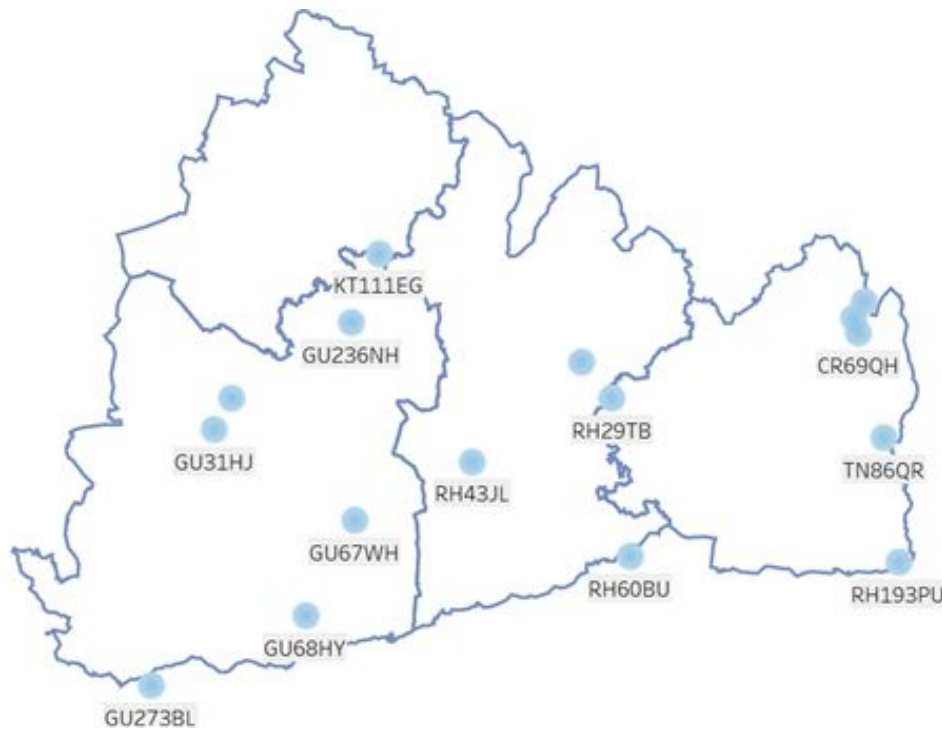 KT111EG
GU236NH
CR69QH
RH29TB
GU31HJ
TN86QR
RH43JL
GU67WH
RH60BU
RH193PU
GU68HY
GU273BL